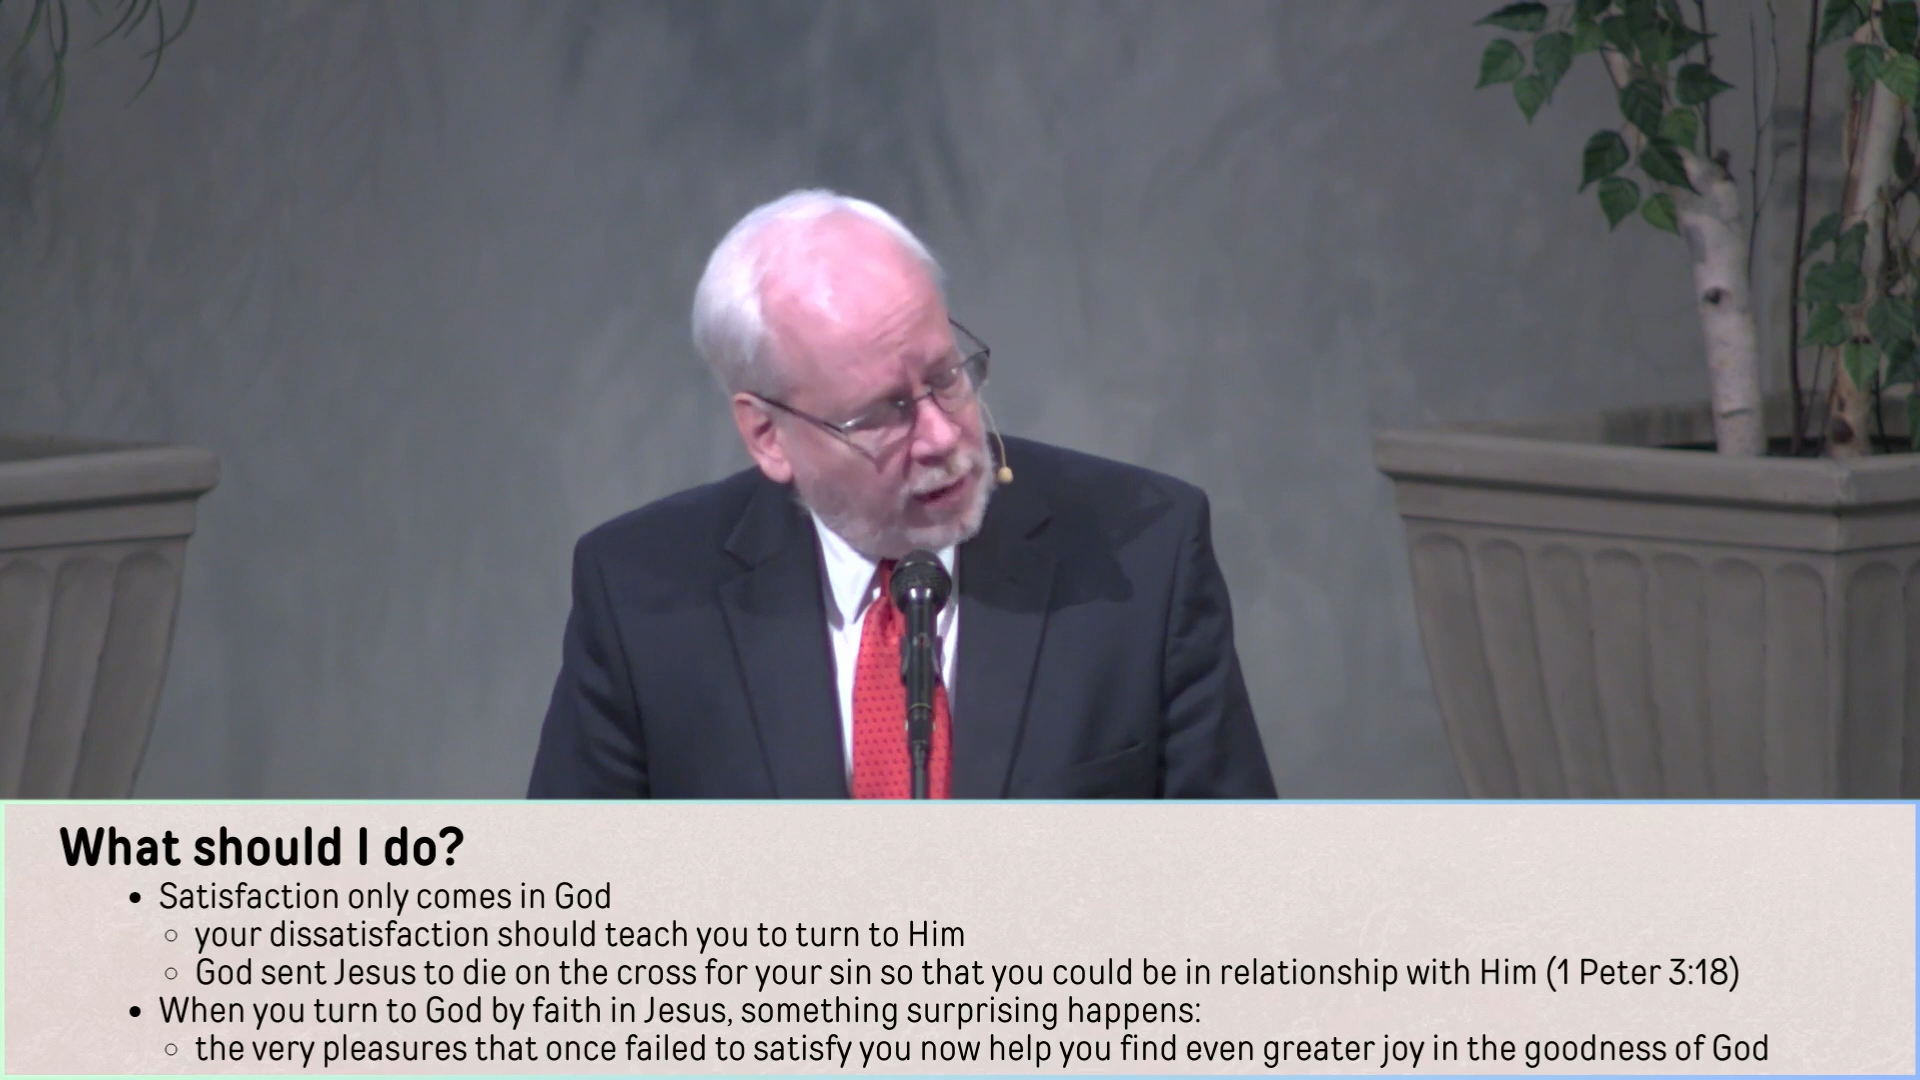 What should I do?
• Satisfaction only comes in God
○ your dissatisfaction should teach you to turn to Him
○ God sent Jesus to die on the cross for your sin so that you could be in relationship with Him (1 Peter 3:18)
• When you turn to God by faith in Jesus, something surprising happens:
○ the very pleasures that once failed to satisfy you now help you find even greater joy in the goodness of God